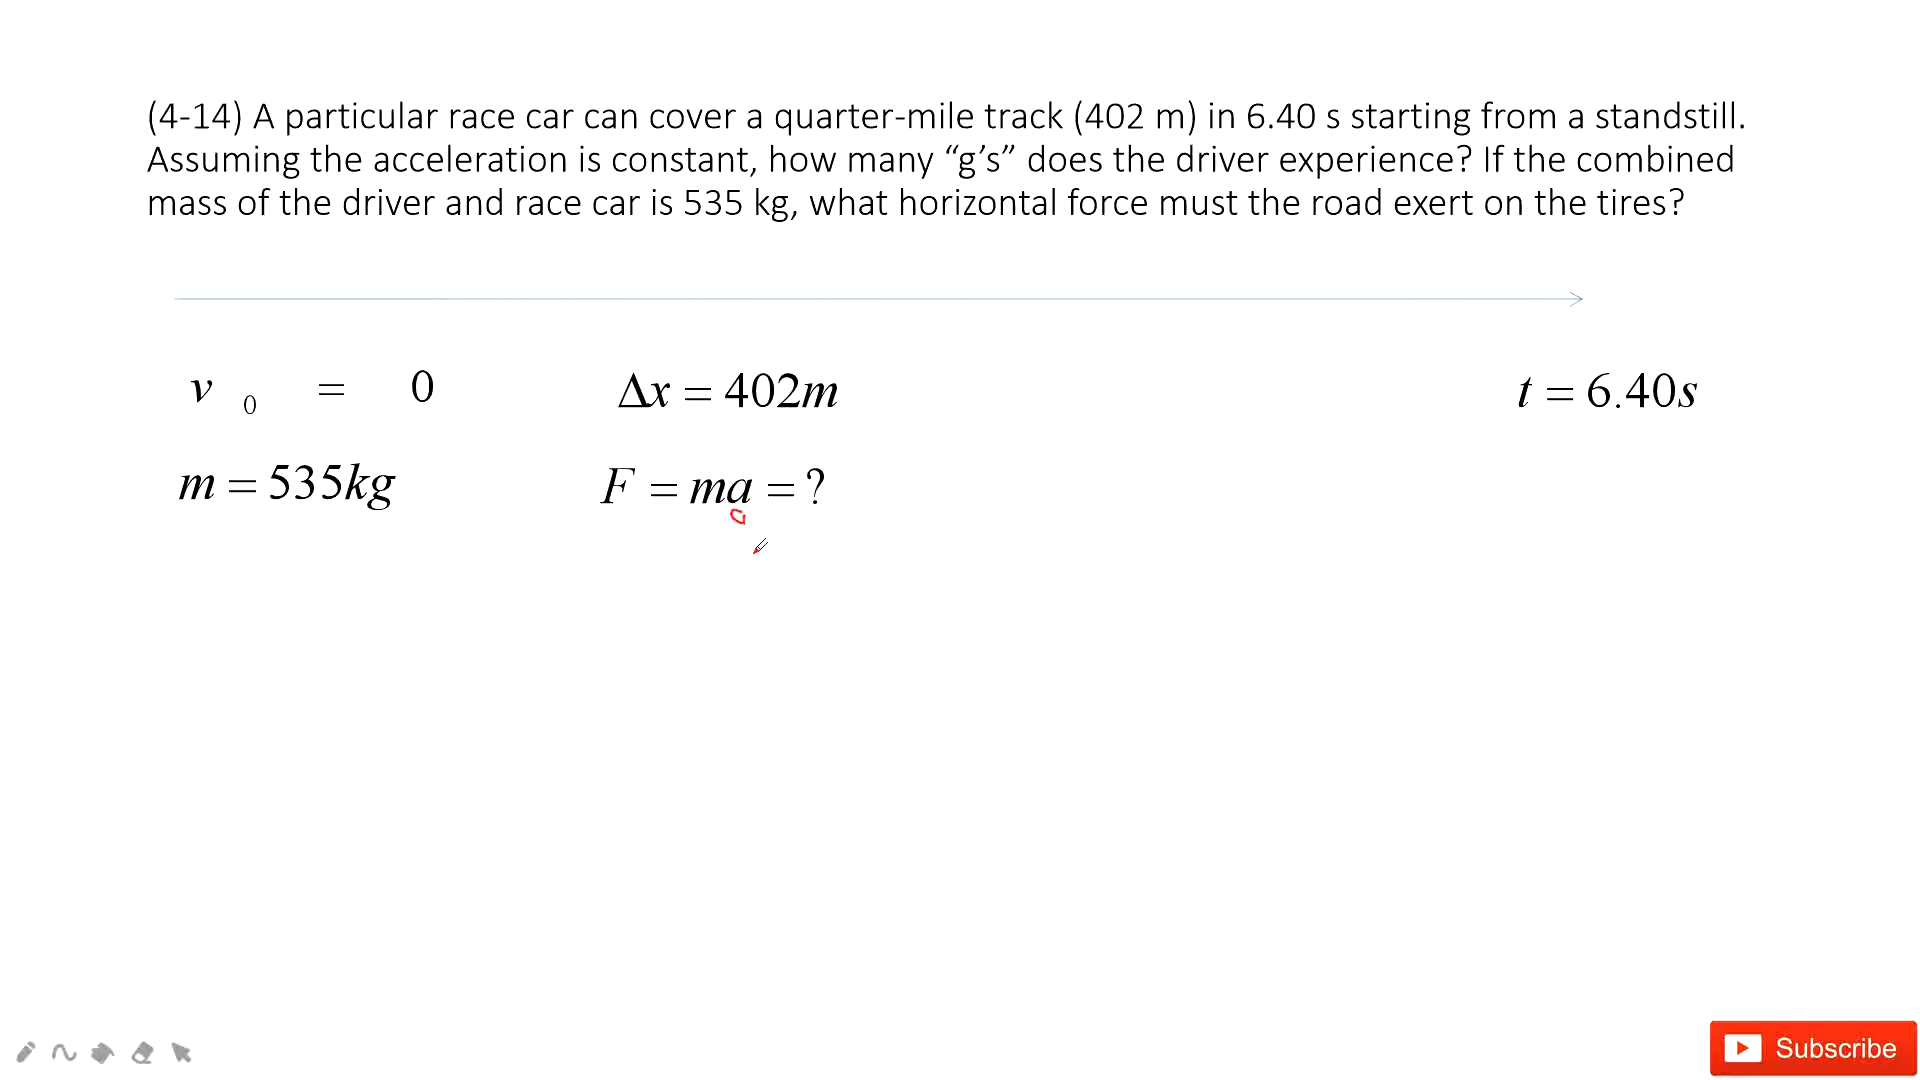 (4-14) A particular race car can cover a quarter-mile track (402 m) in 6.40 s starting from a standstill.
Assuming the acceleration is constant, how many “g’s” does the driver experience? If the combined
mass of the driver and race car is 535 kg, what horizontal force must the road exert on the tires?
v₀ = 0
Δx = 402m
t = 6.40s
m = 535kg
F = ma = ?
Subscribe